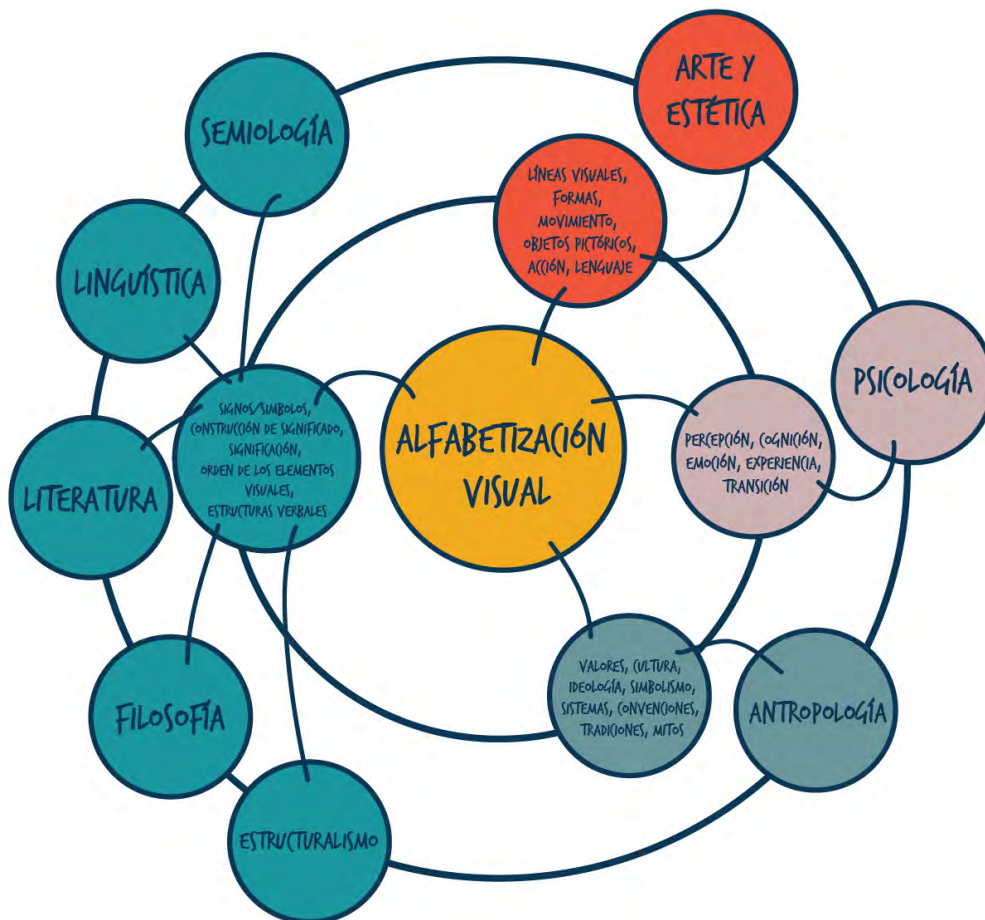 ARTE Y
ESTÉTICA
SEMIOLOGÍA
LÍNEAS VISUALES,
FORMAS,
MOVIMIENTO,
OBJETOS PICTÓRICOS,
ACCIÓN, LENGUAJE
LINGUÍSTICA
PSICOLOGÍA
SIGNOS/SIMBOLOS,
CONSTRUCCIÓN DE SIGNIFICADO,
SIGNIFICACIÓN,
ORDEN DE LOS ELEMENTOS
VISUALES,
ESTRUCTURAS VERBALES
ALFABETIZACIÓN
VISUAL
PERCEPCIÓN, COGNICIÓN,
EMOCIÓN, EXPERIENCIA,
TRANSICIÓN
LITERATURA
VALORES, CULTURA,
IDEOLOGÍA, SIMBOLISMO,
SISTEMAS, CONVENCIONES,
TRADICIONES, MITOS
FILOSOFÍA
ANTROPOLOGÍA
ESTRUCTURALISMO